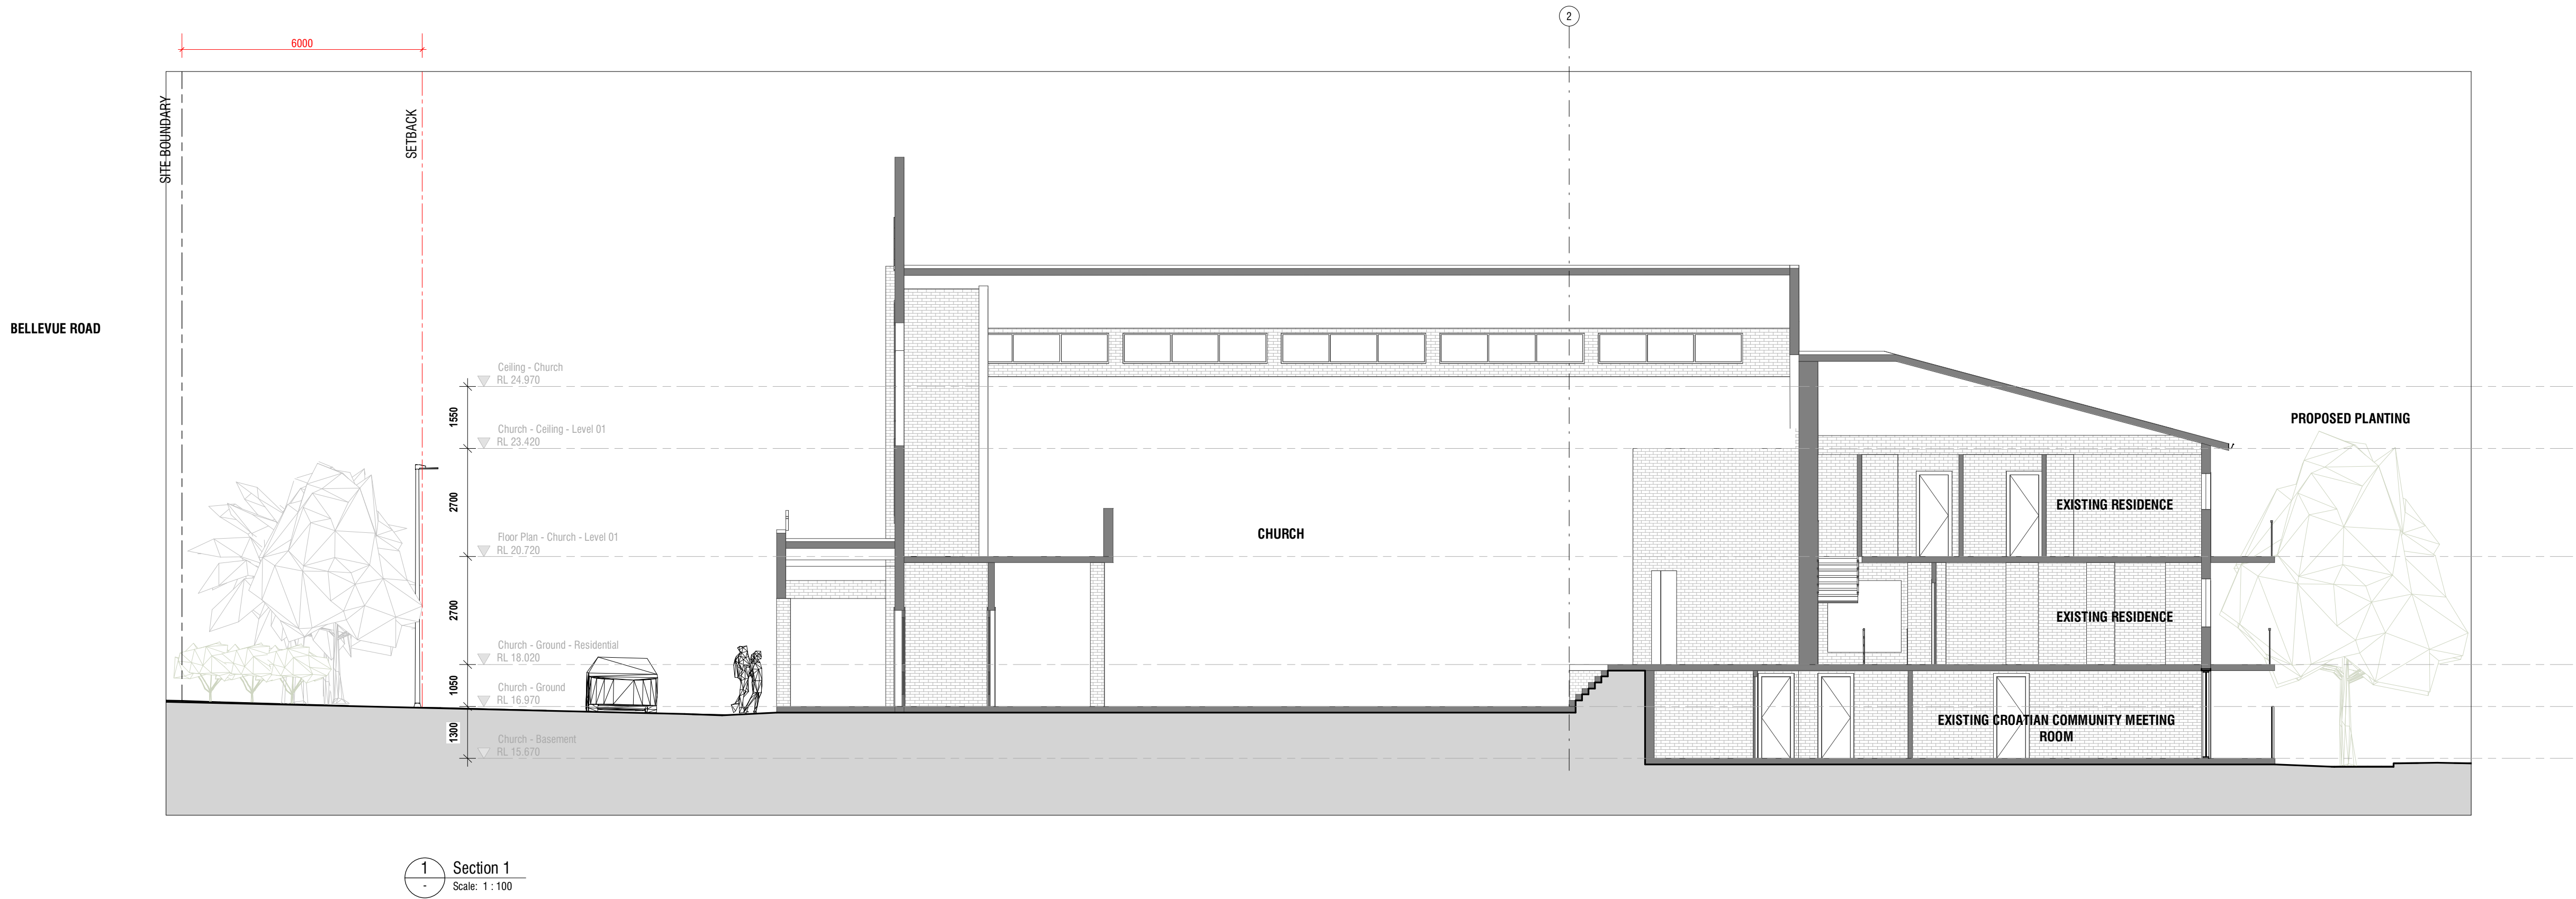 2
6000
SITE BOUNDARY
SETBACK
BELLEVUE ROAD
Ceiling - Church
RL 24.970
1550
Church - Ceiling - Level 01
RL 23.420
PROPOSED PLANTING
2700
EXISTING RESIDENCE
CHURCH
Floor Plan - Church - Level 01
RL 20.720
2700
EXISTING RESIDENCE
Church - Ground - Residential
RL 18.020
1050
Church - Ground
RL 16.970
EXISTING CROATIAN COMMUNITY MEETING
ROOM
1300
Church - Basement
RL 15.670
1
Section 1
-
Scale: 1 : 100